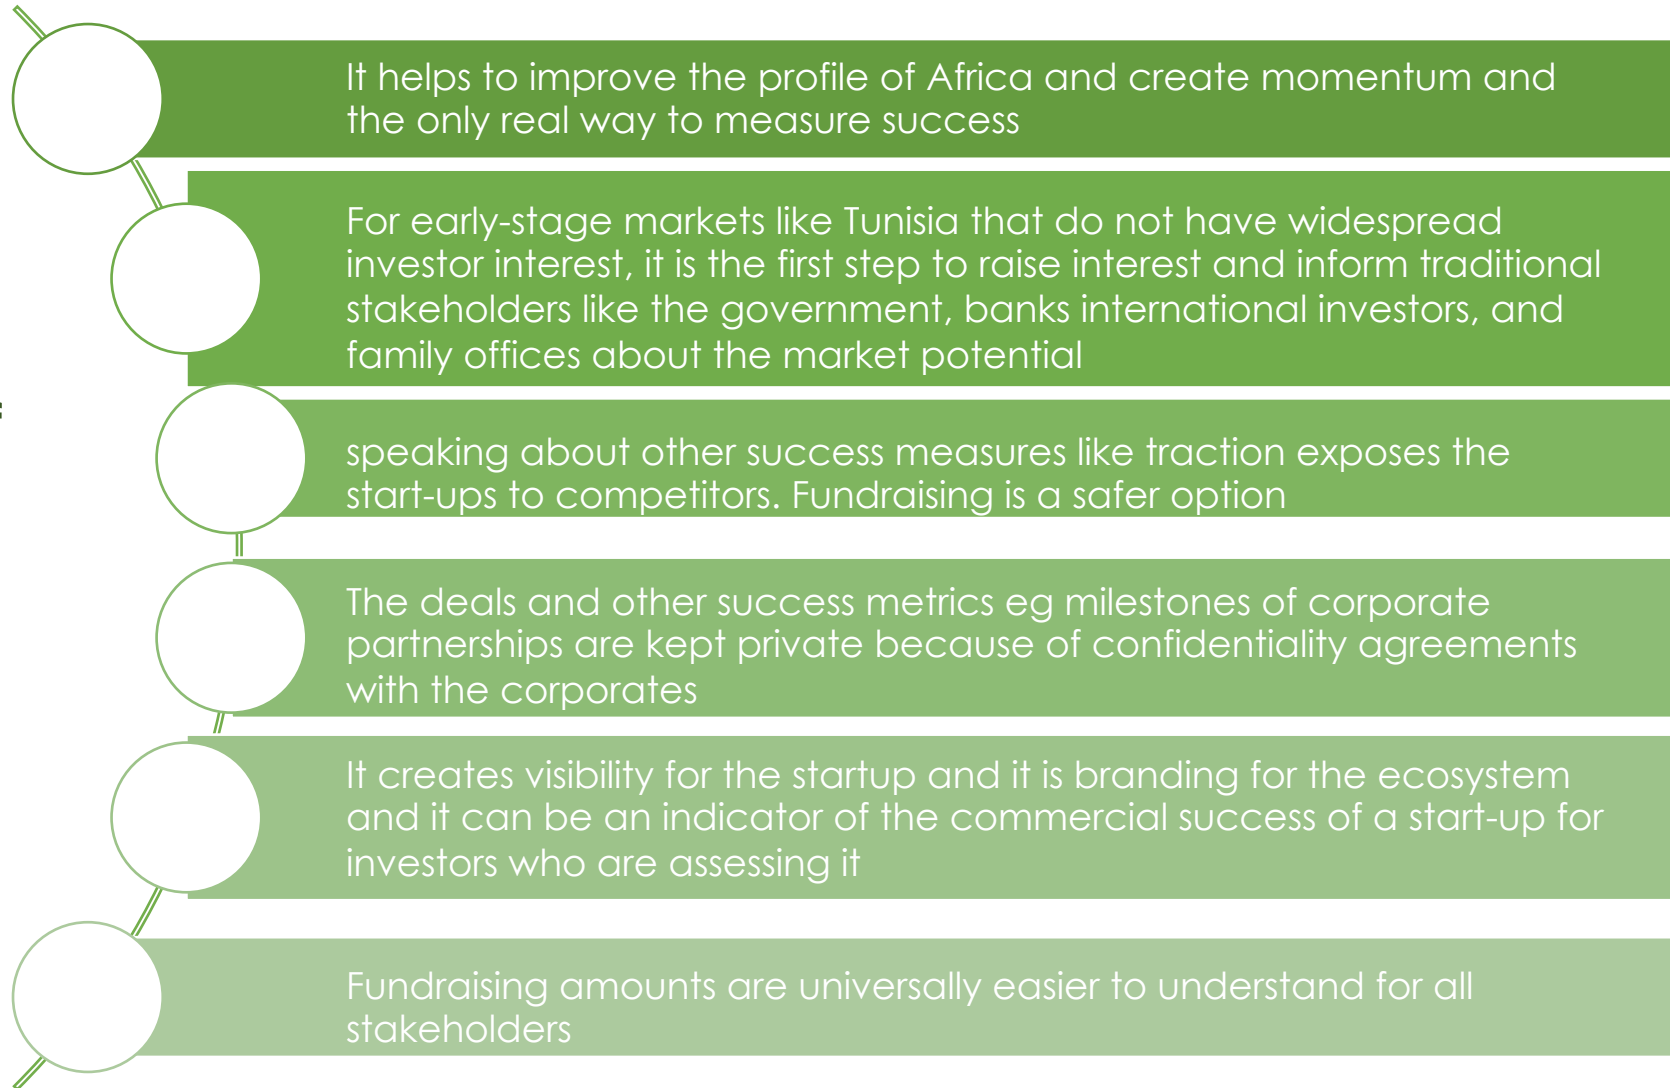 It helps to improve the profile of Africa and create momentum and
the only real way to measure success
For early-stage markets like Tunisia that do not have widespread
investor interest, it is the first step to raise interest and inform traditional
stakeholders like the government, banks international investors, and
family offices about the market potential
speaking about other success measures like traction exposes the
start-ups to competitors. Fundraising is a safer option
The deals and other success metrics eg milestones of corporate
partnerships are kept private because of confidentiality agreements
with the corporates
It creates visibility for the startup and it is branding for the ecosystem
and it can be an indicator of the commercial success of a start-up for
investors who are assessing it
Fundraising amounts are universally easier to understand for all
stakeholders